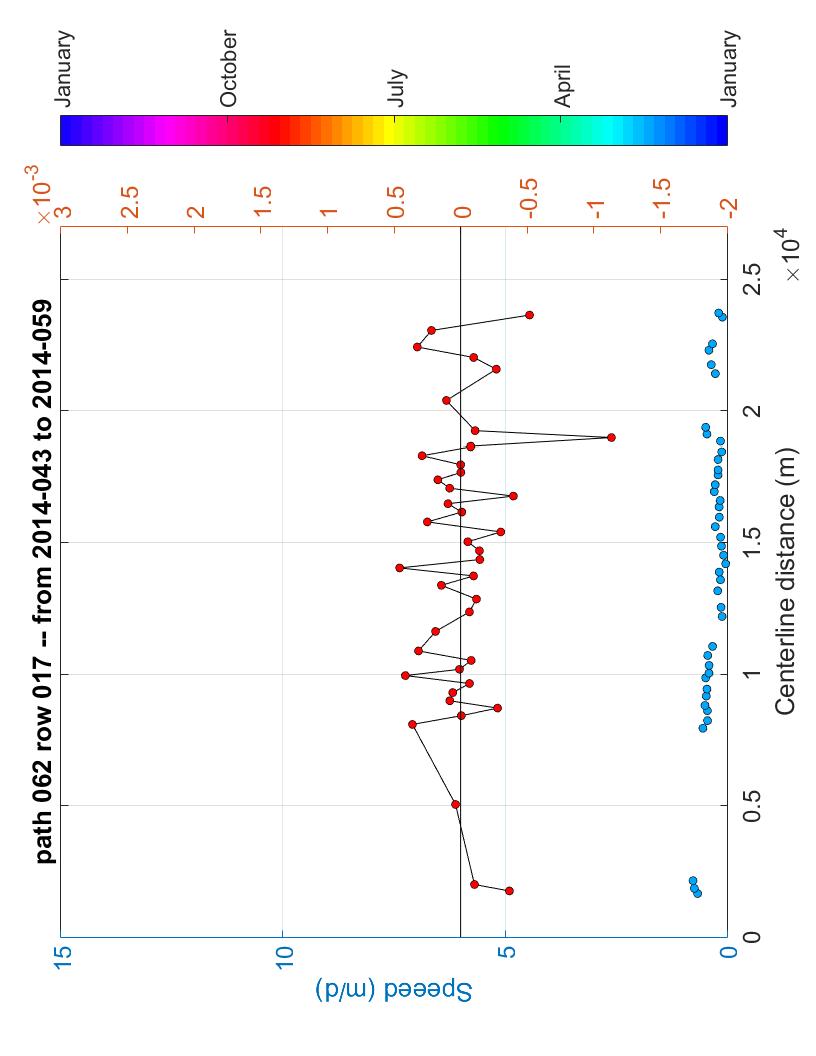 path 062 row 017 -- from 2014-043 to 2014-059
Speeed (m/d)
15
10
5
0
0
0.5
1
1.5
2
2.5
×10^4
Centerline distance (m)
×10^-3
3
2.5
2
1.5
1
0.5
0
-0.5
-1
-1.5
-2
January
October
July
April
January